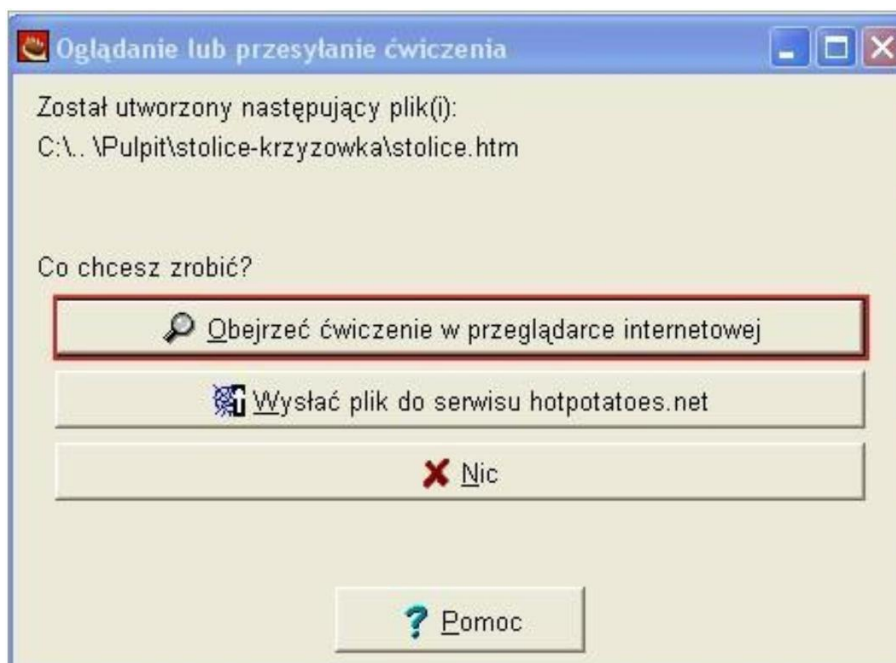 Oglądanie lub przesyłanie ćwiczenia
Został utworzony następujący plik(i):
C:\.. \Pulpit\stolice-krzyzowka\stolice.htm
Co chcesz zrobić?
Obejrzeć ćwiczenie w przeglądarce internetowej
Wysłać plik do serwisu hotpotatoes.net
Nic
? Pomoc